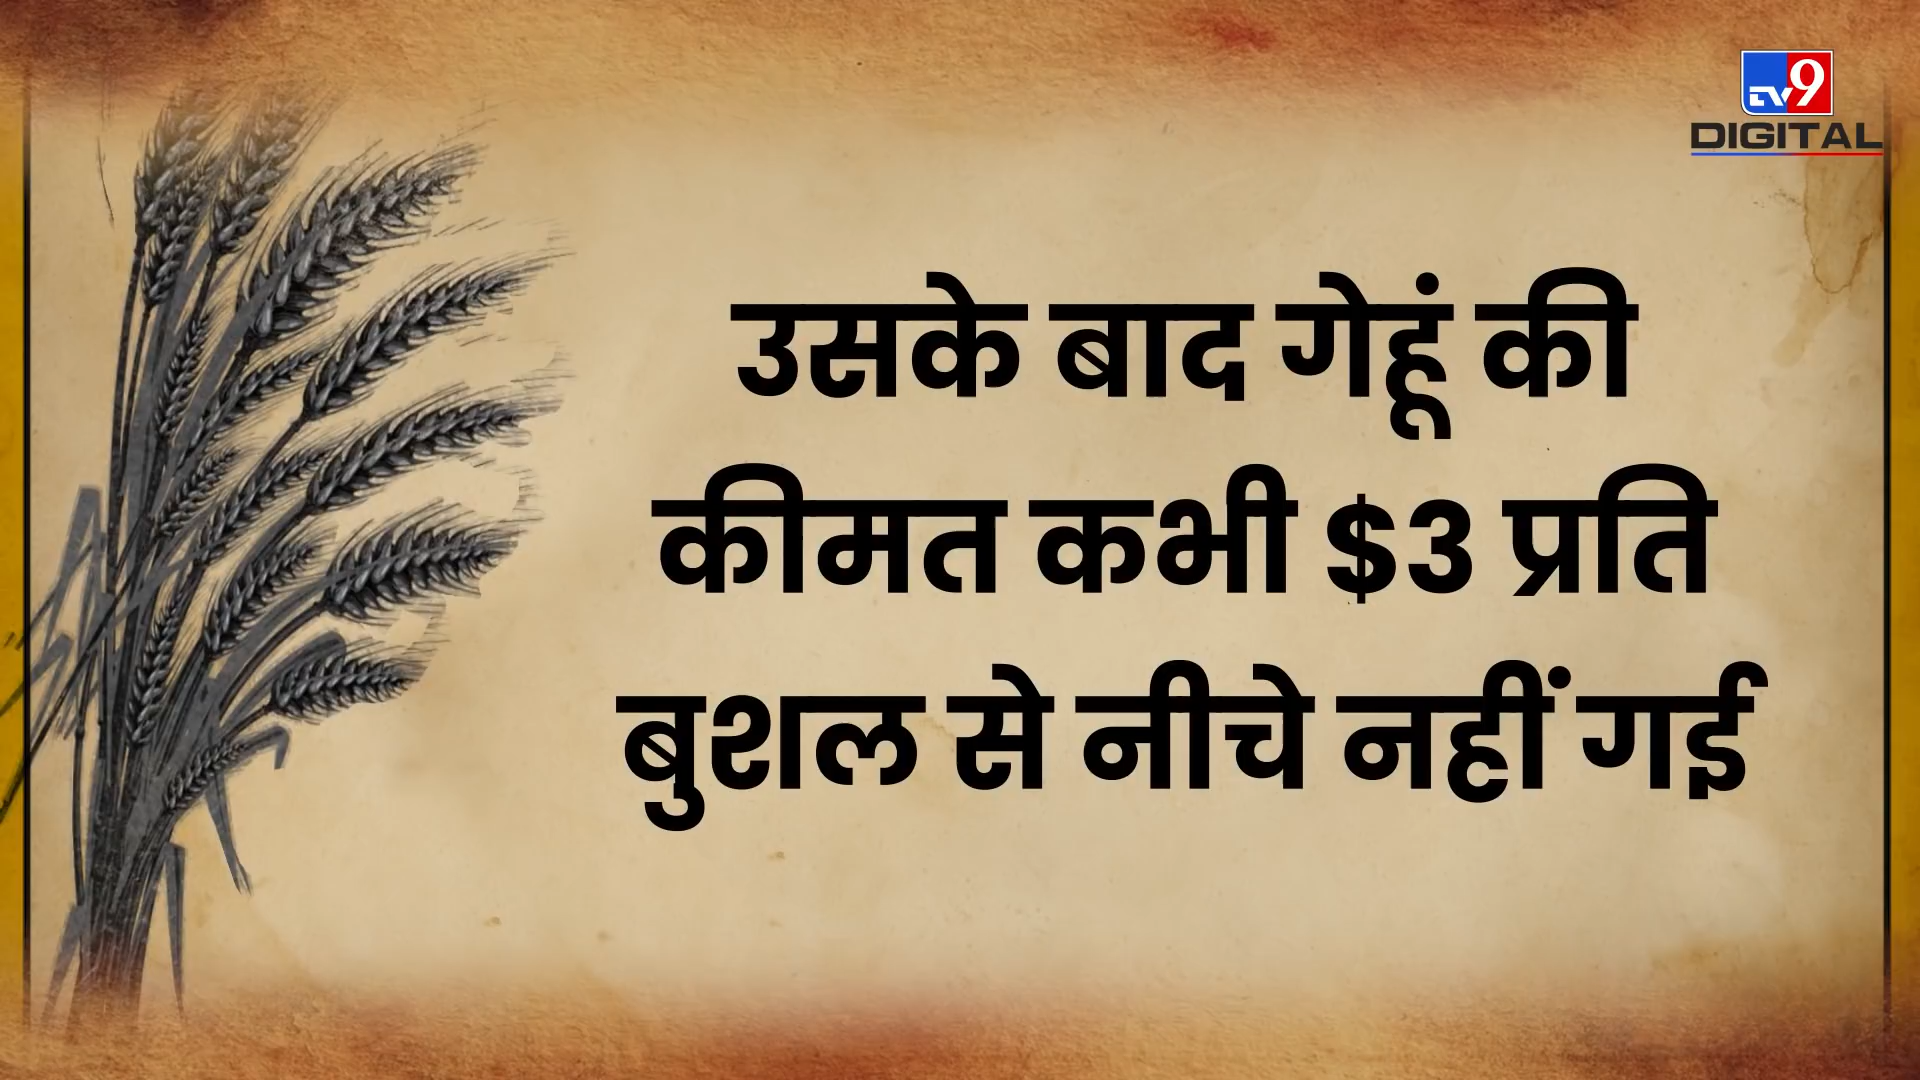 TV9
DIGITAL
उसके बाद गेहूं की
कीमत कभी $3 प्रति
बुशल से नीचे नहीं गई